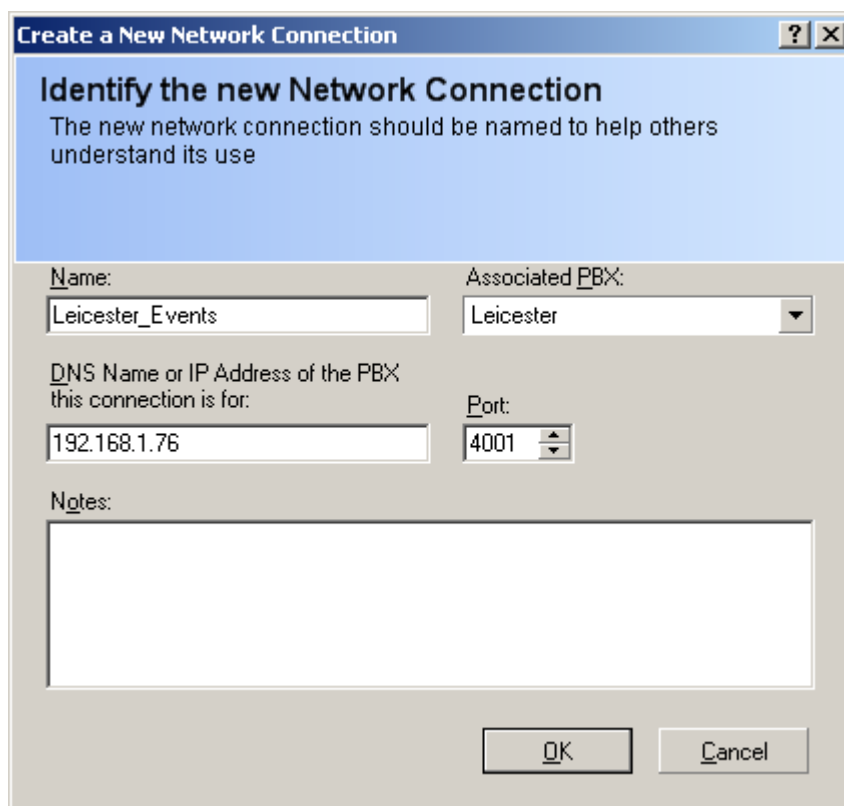 Create a New Network Connection
Identify the new Network Connection
The new network connection should be named to help others
understand its use
Name:
Associated PBX:
Leicester_Events
Leicester
DNS Name or IP Address of the PBX
this connection is for:
Port:
192.168.1.76
4001
Notes:
OK
Cancel